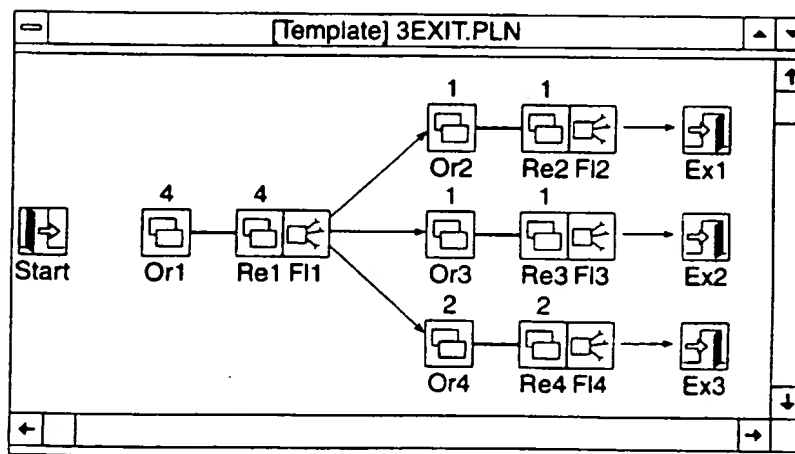 [Template] 3EXIT.PLN
1 1
Or2 Re2 Fl2 Ex1
4 4 1 1
Start Or1 Re1 Fl1 Or3 Re3 Fl3 Ex2
2 2
Or4 Re4 Fl4 Ex3